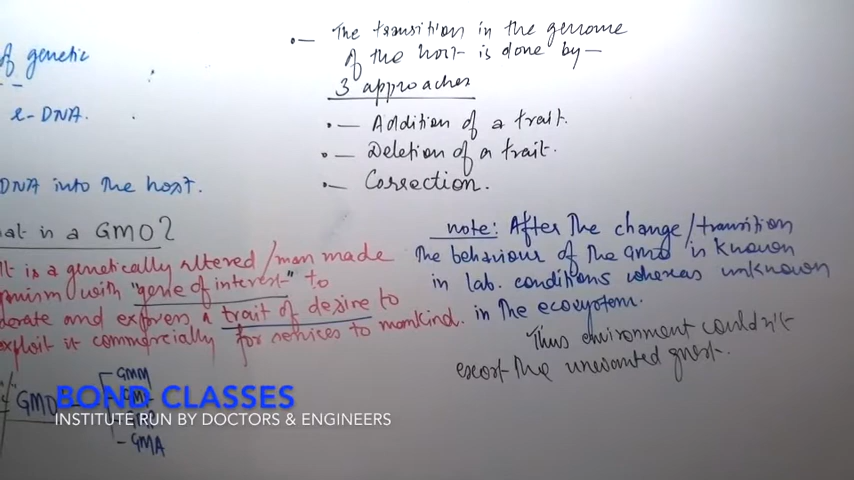 of genetic
r-DNA.
DNA into the host.
•— The transition in the genome
of the host is done by—
3 approaches
•— Addition of a trait.
•— Deletion of a trait.
•— Correction.
at is a GMO?
It is a genetically altered/man made
ganism with "gene of interest" to
and express a trait of desire to
exploit it commercially for services to mankind.
note: After the change/transition
the behaviour of the GMO is known
in lab. conditions whereas unknown
in the ecosystem.
Thus environment couldn't
escort the unwanted guest.
GMO
GMM
- GMA
BOND CLASSES
INSTITUTE RUN BY DOCTORS & ENGINEERS